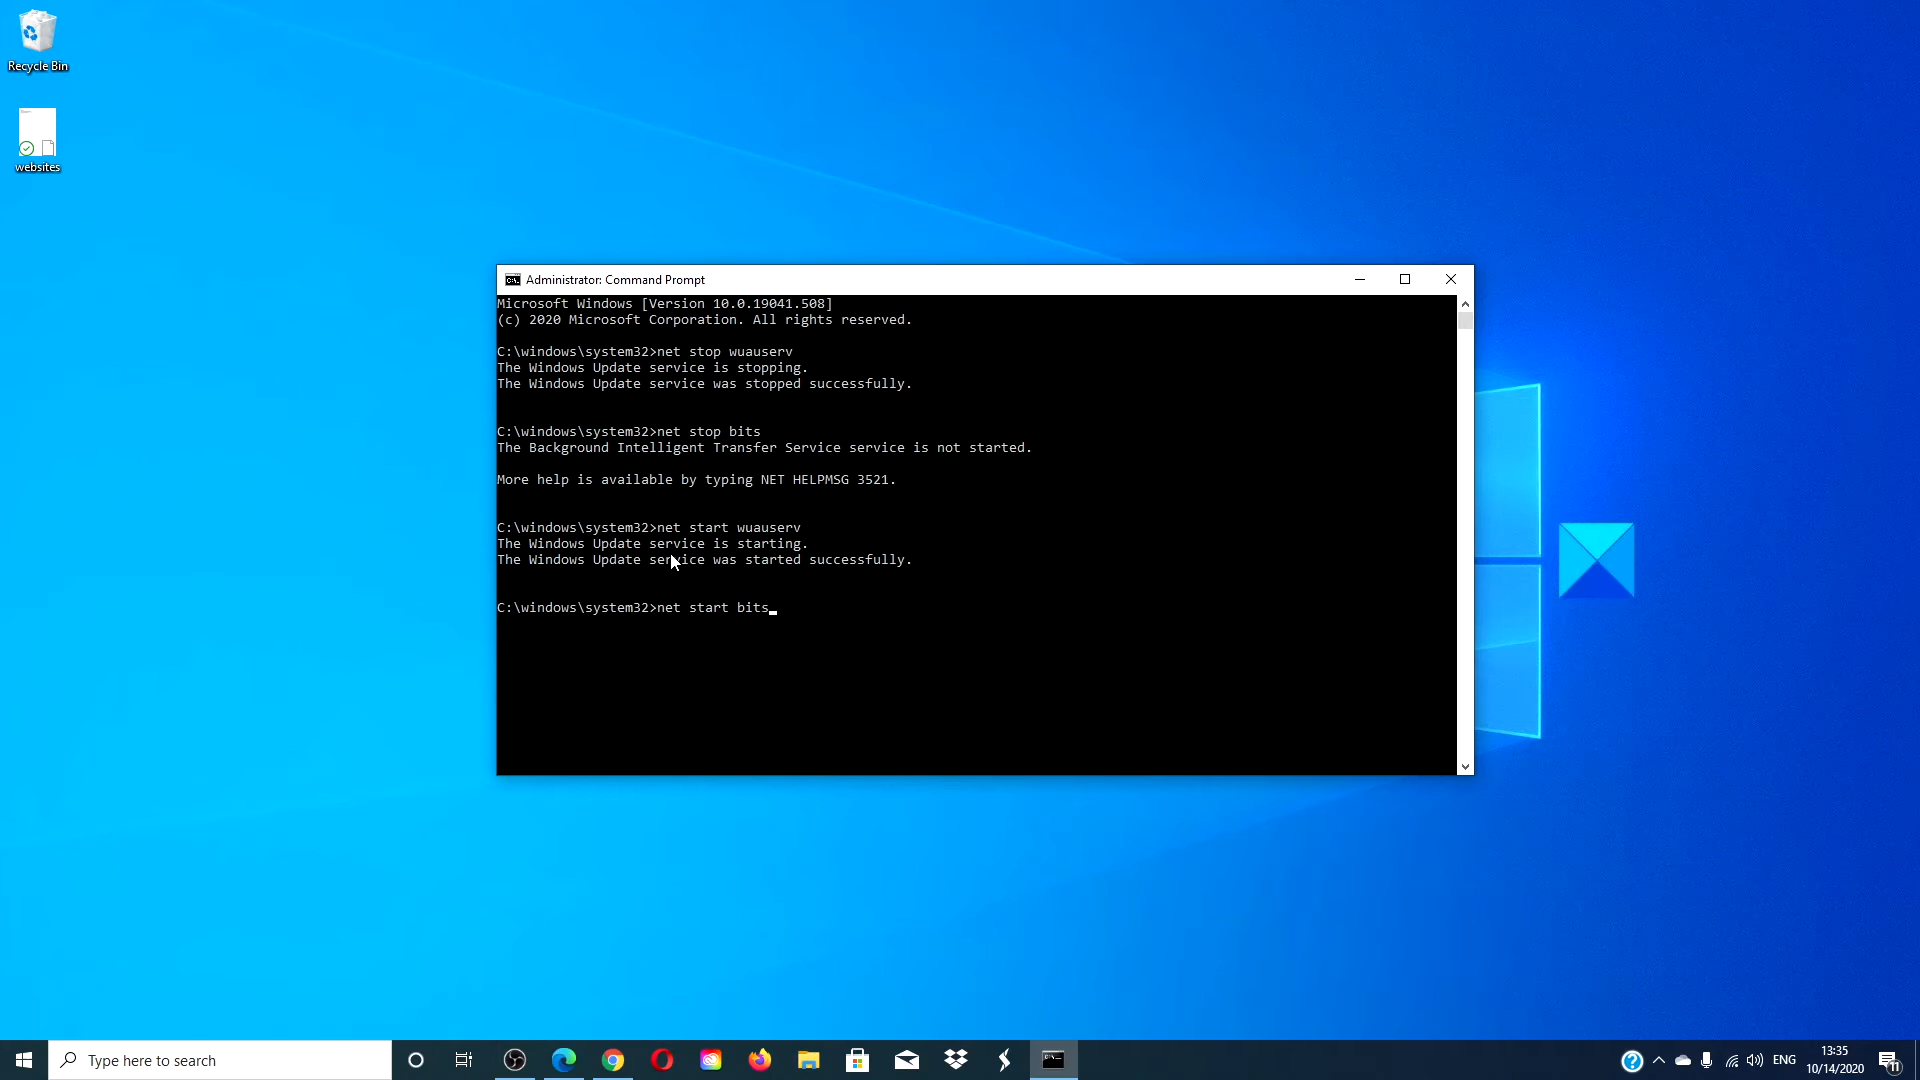 Recycle Bin
websites
Administrator: Command Prompt
Microsoft Windows [Version 10.0.19041.508]
(c) 2020 Microsoft Corporation. All rights reserved.
C:\windows\system32>net stop wuauserv
The Windows Update service is stopping.
The Windows Update service was stopped successfully.
C:\windows\system32>net stop bits
The Background Intelligent Transfer Service service is not started.
More help is available by typing NET HELPMSG 3521.
C:\windows\system32>net start wuauserv
The Windows Update service is starting.
The Windows Update service was started successfully.
C:\windows\system32>net start bits
Type here to search
ENG
13:35
10/14/2020
11